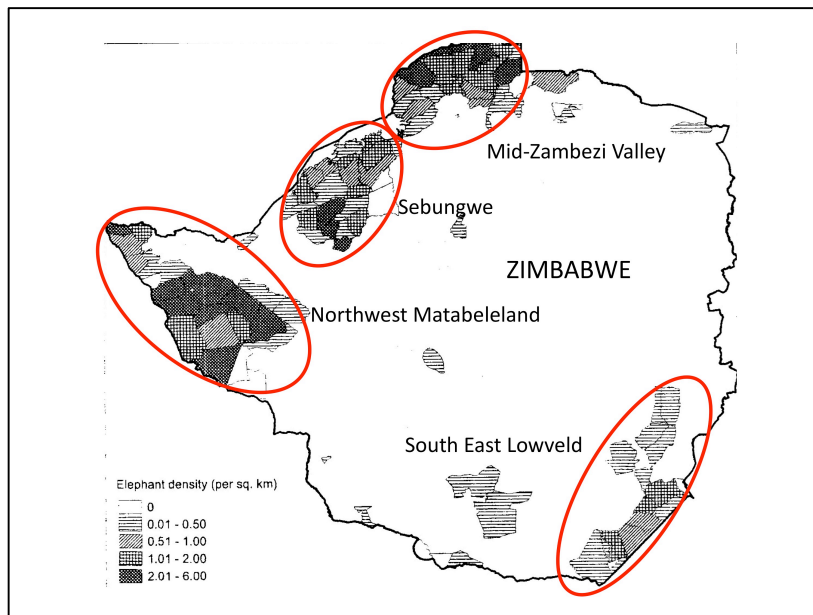 Mid-Zambezi Valley
Sebungwe
ZIMBABWE
Northwest Matabeleland
South East Lowveld
Elephant density (per sq. km)
0
0.01 - 0.50
0.51 - 1.00
1.01 - 2.00
2.01 - 6.00